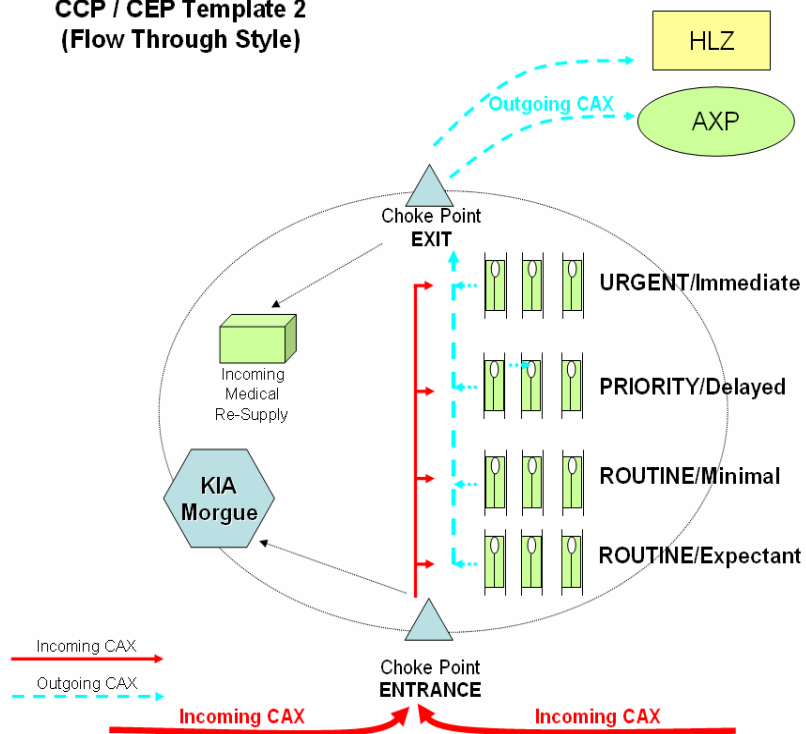 CCP / CEP Template 2
(Flow Through Style)
HLZ
Outgoing CAX
AXP
Choke Point
EXIT
URGENT/Immediate
Incoming
Medical
Re-Supply
PRIORITY/Delayed
KIA
Morgue
ROUTINE/Minimal
ROUTINE/Expectant
Incoming CAX
Outgoing CAX
Choke Point
ENTRANCE
Incoming CAX
Incoming CAX